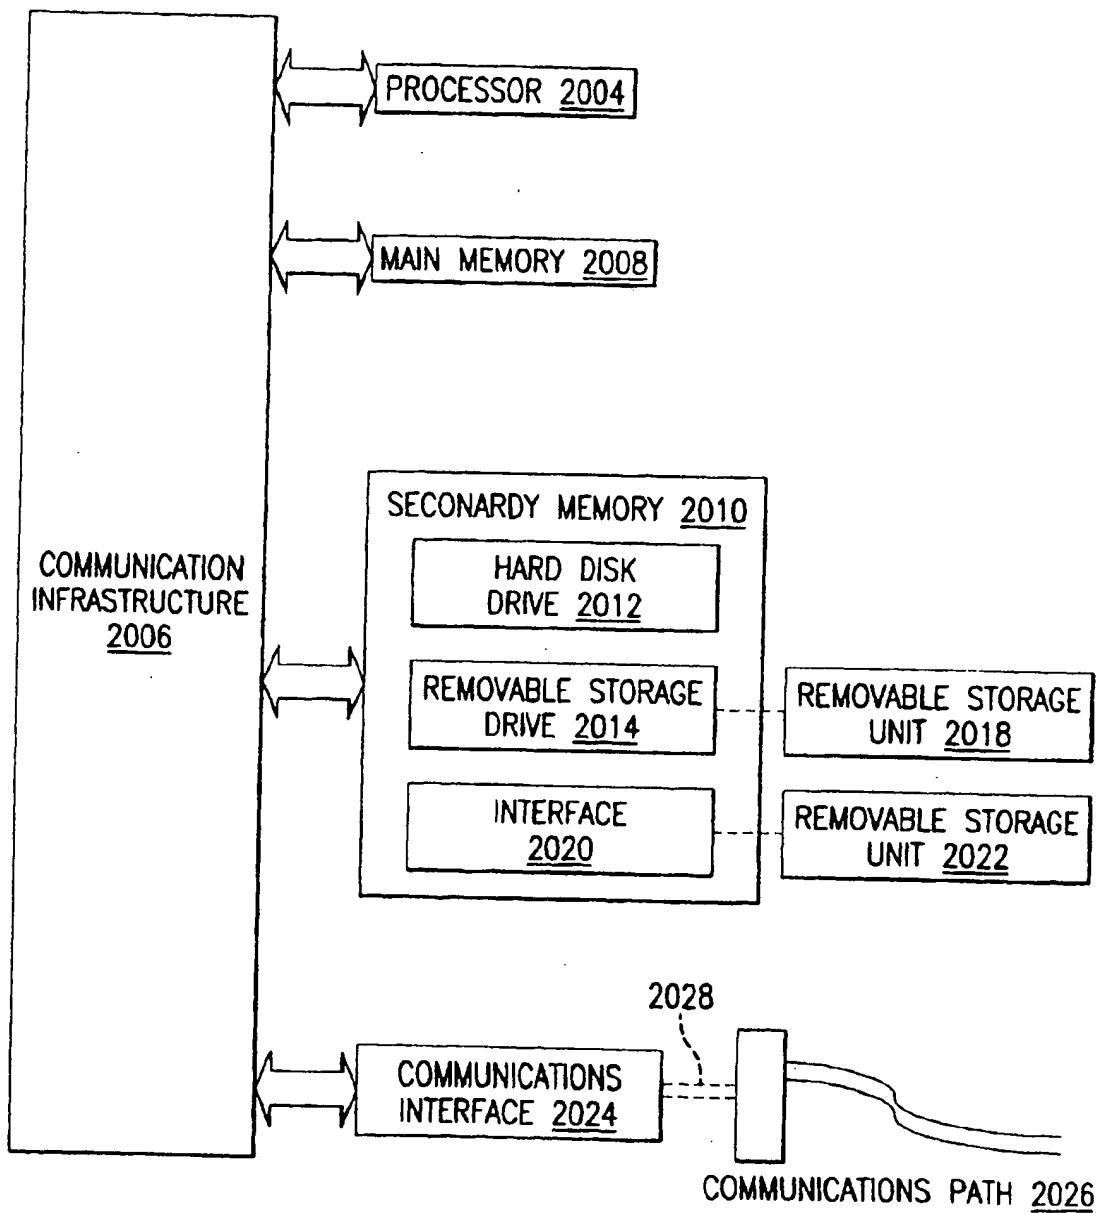 PROCESSOR 2004
MAIN MEMORY 2008
COMMUNICATION
INFRASTRUCTURE
2006
SECONARDY MEMORY 2010
HARD DISK
DRIVE 2012
REMOVABLE STORAGE
DRIVE 2014
REMOVABLE STORAGE
UNIT 2018
INTERFACE
2020
REMOVABLE STORAGE
UNIT 2022
2028
COMMUNICATIONS
INTERFACE 2024
COMMUNICATIONS PATH 2026